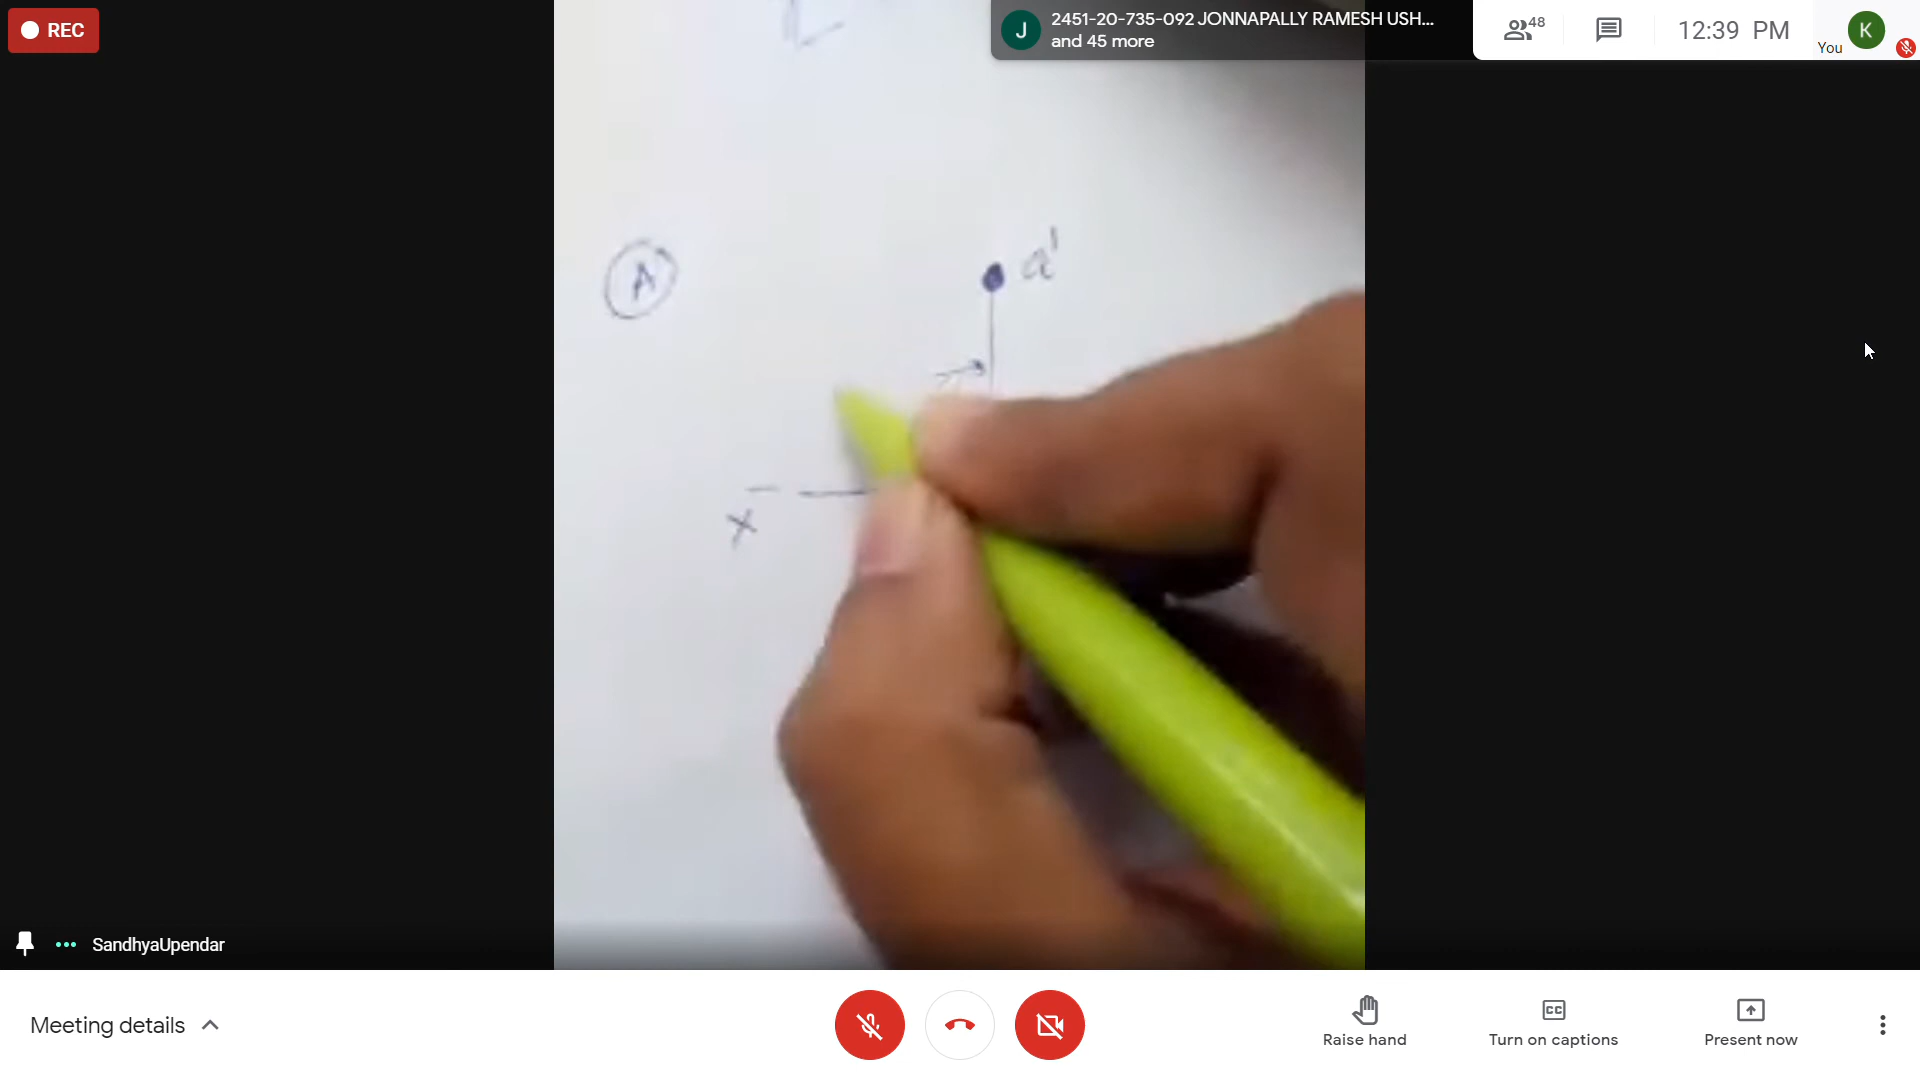 REC
2451-20-735-092 JONNAPALLY RAMESH USH...
and 45 more
J
48
12:39 PM
You
K
A
a'
x
SandhyaUpendar
Meeting details
Raise hand
CC
Turn on captions
Present now